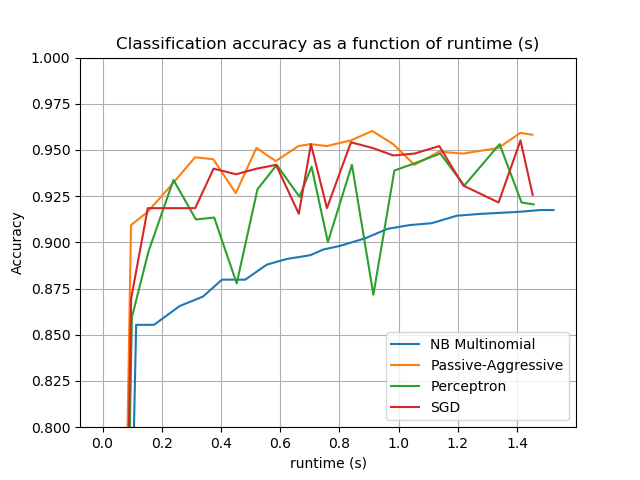 Classification accuracy as a function of runtime (s)
1.000
0.975
0.950
0.925
0.900
0.875
0.850
0.825
0.800
Accuracy
NB Multinomial
Passive-Aggressive
Perceptron
SGD
0.0 0.2 0.4 0.6 0.8 1.0 1.2 1.4
runtime (s)